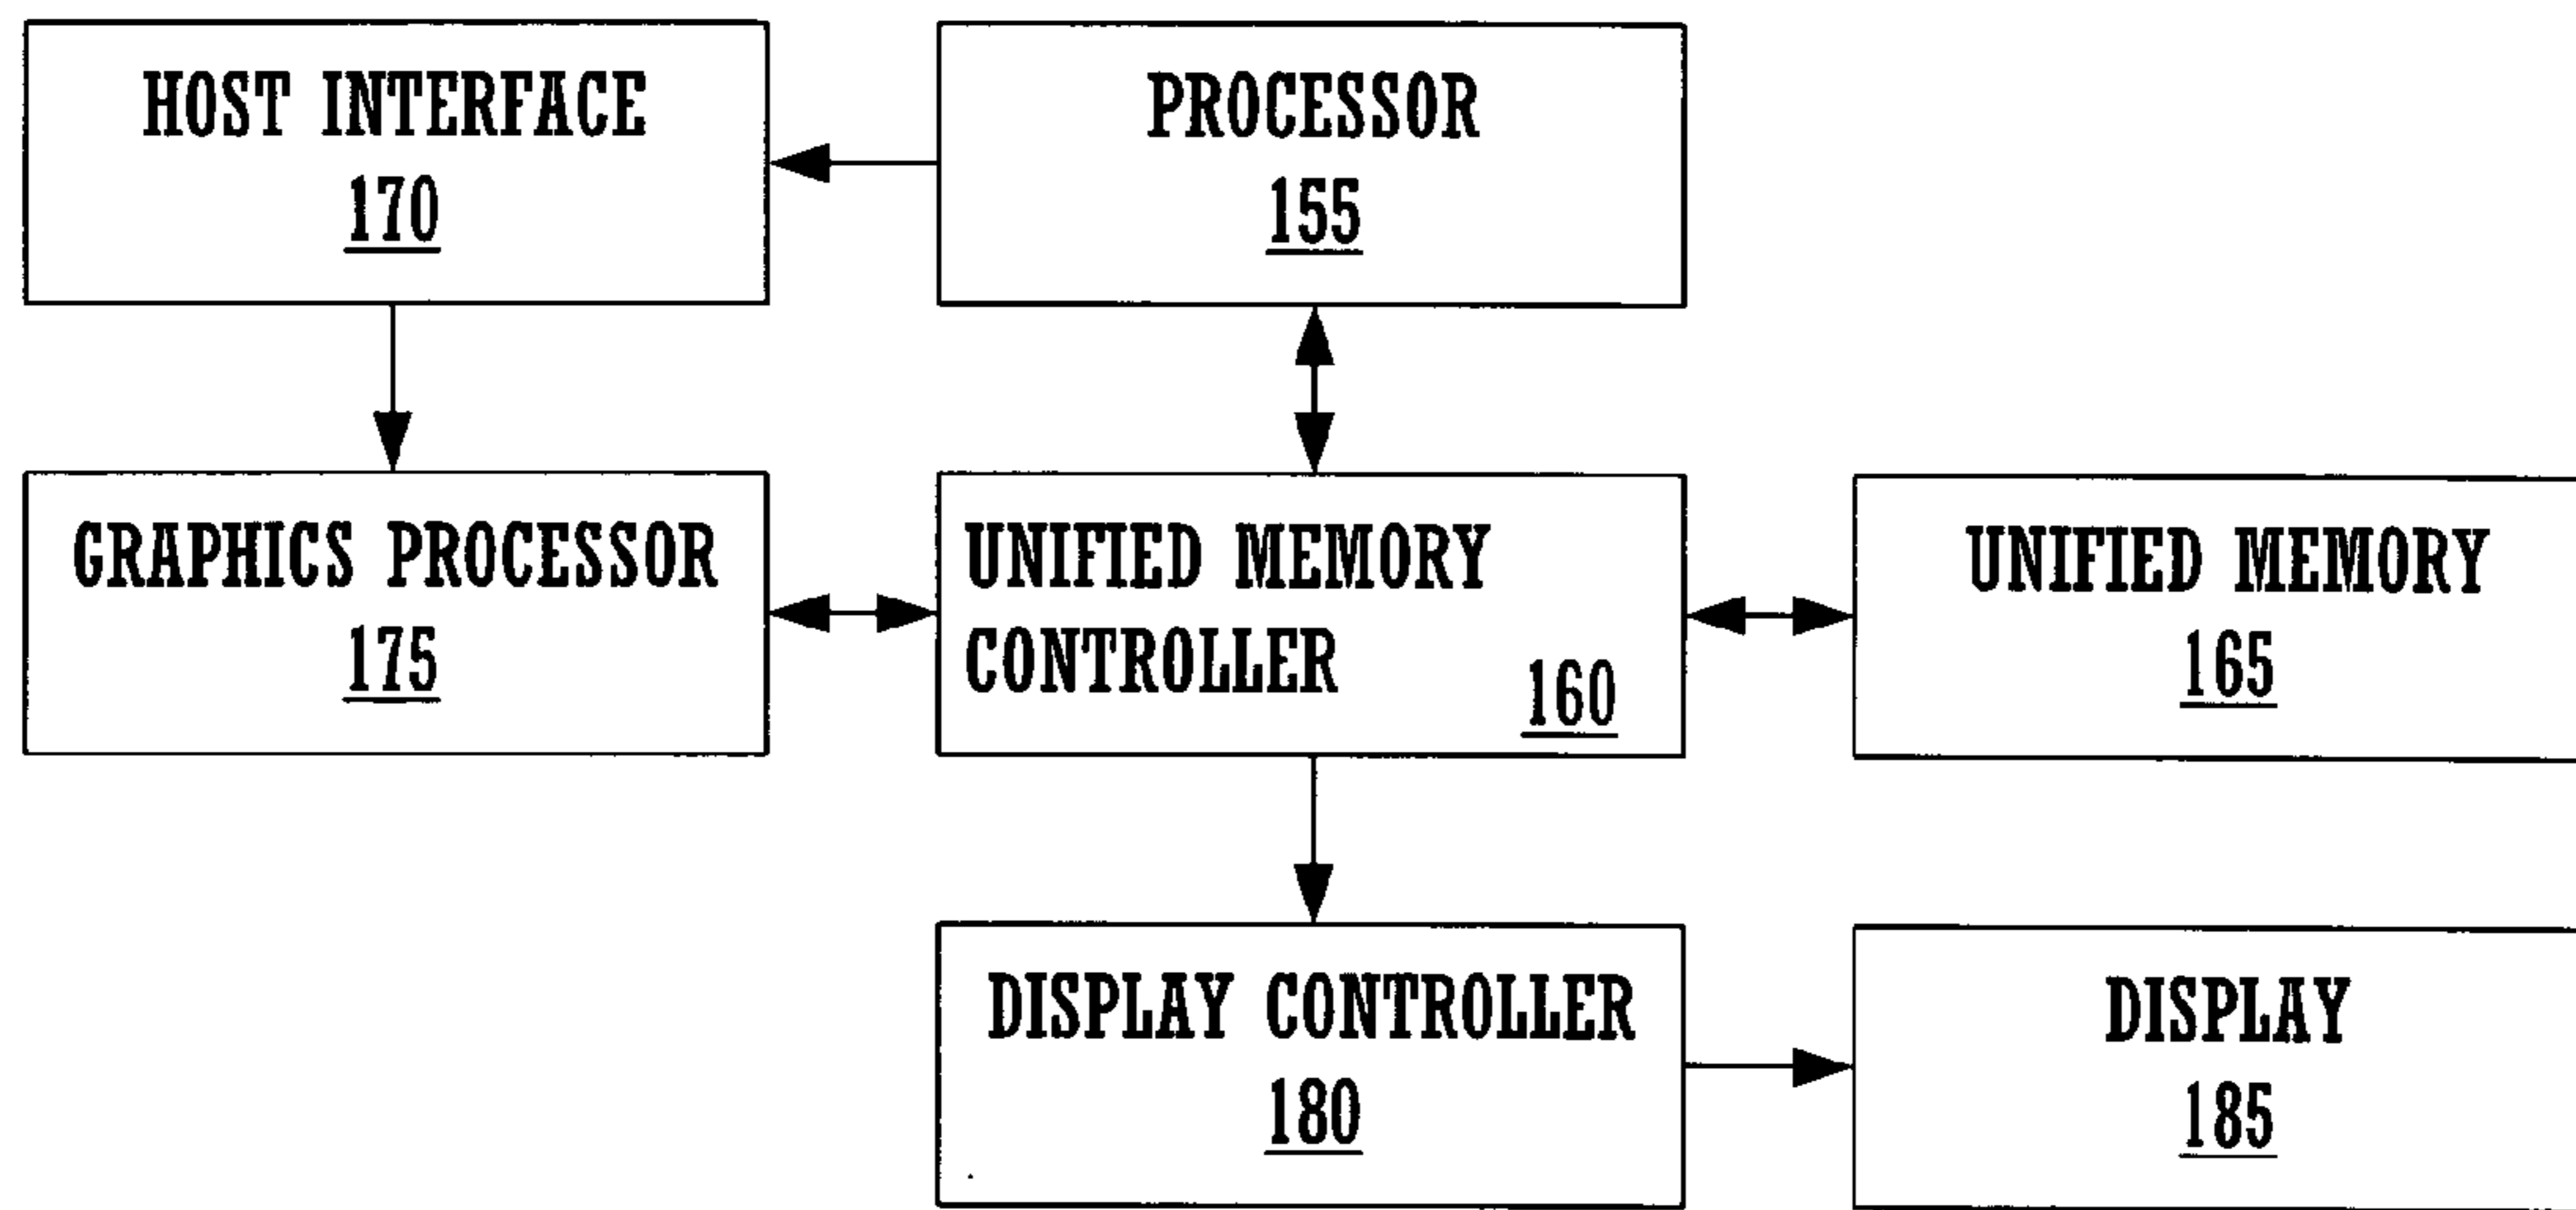 HOST INTERFACE
170
PROCESSOR
155
GRAPHICS PROCESSOR
175
UNIFIED MEMORY
CONTROLLER
160
UNIFIED MEMORY
165
DISPLAY CONTROLLER
180
DISPLAY
185